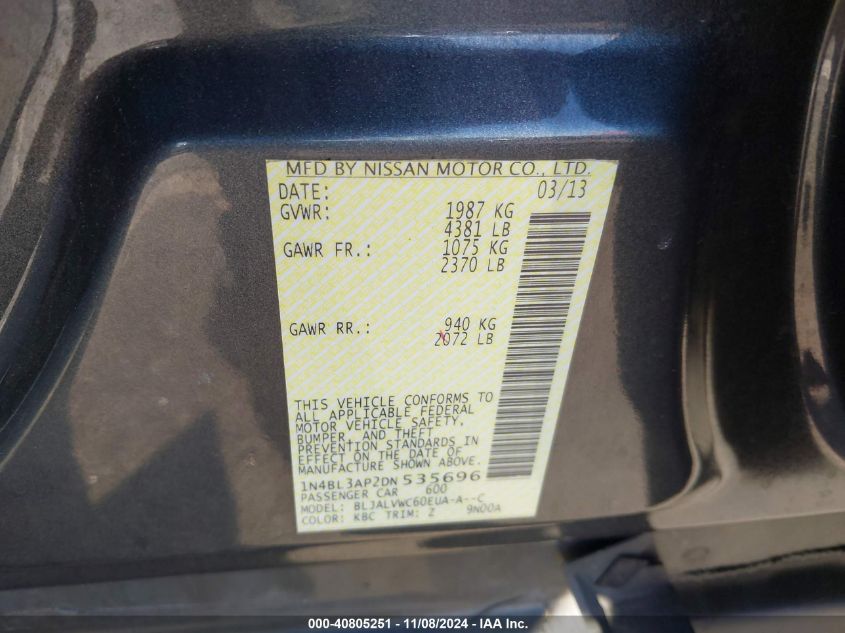 MFD BY NISSAN MOTOR CO., LTD.
DATE: 03/13
GVWR: 1987 KG
4381 LB
GAWR FR.: 1075 KG
2370 LB
GAWR RR.: 940 KG
2072 LB
THIS VEHICLE CONFORMS TO
ALL APPLICABLE FEDERAL
MOTOR VEHICLE SAFETY,
BUMPER, AND THEFT
PREVENTION STANDARDS IN
EFFECT ON THE DATE OF
MANUFACTURE SHOWN ABOVE.
1N4BL3AP2DN535696
PASSENGER CAR 600
MODEL: BLJALVWC60EUA-A--C
COLOR: KBC TRIM: Z 9N00A
000-40805251 - 11/08/2024 - IAA Inc.